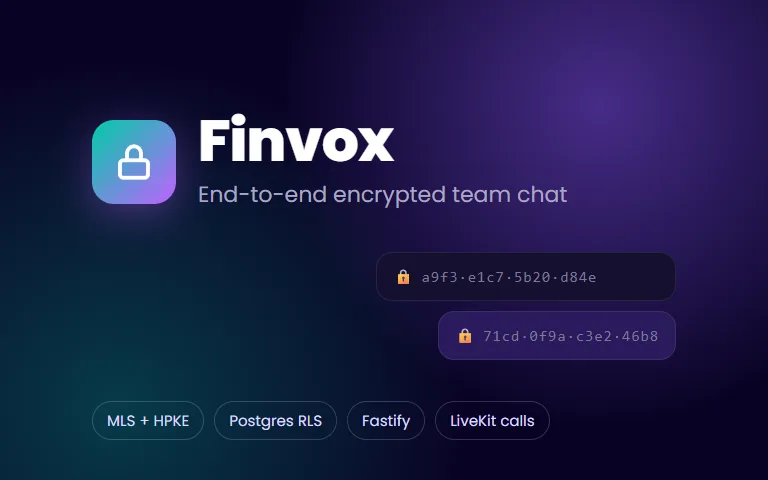 Finvox
End-to-end encrypted team chat
a9f3·e1c7·5b20·d84e
71cd·0f9a·c3e2·46b8
MLS + HPKE
Postgres RLS
Fastify
LiveKit calls